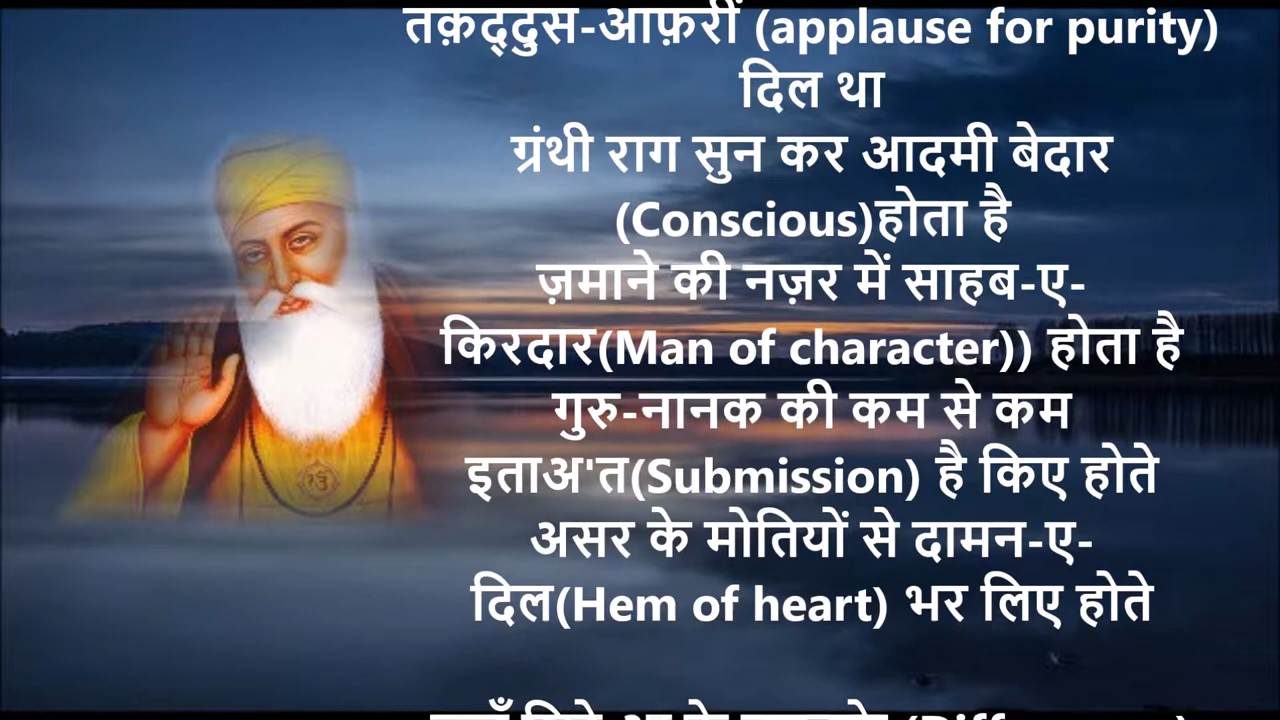 तक़द्दुस-आफ़रीं (applause for purity)
दिल था
ग्रंथी राग सुन कर आदमी बेदार
(Conscious)होता है
ज़माने की नज़र में साहब-ए-
किरदार(Man of character)) होता है
गुरु-नानक की कम से कम
इताअ'त(Submission) है किए होते
असर के मोतियों से दामन-ए-
दिल(Hem of heart) भर लिए होते